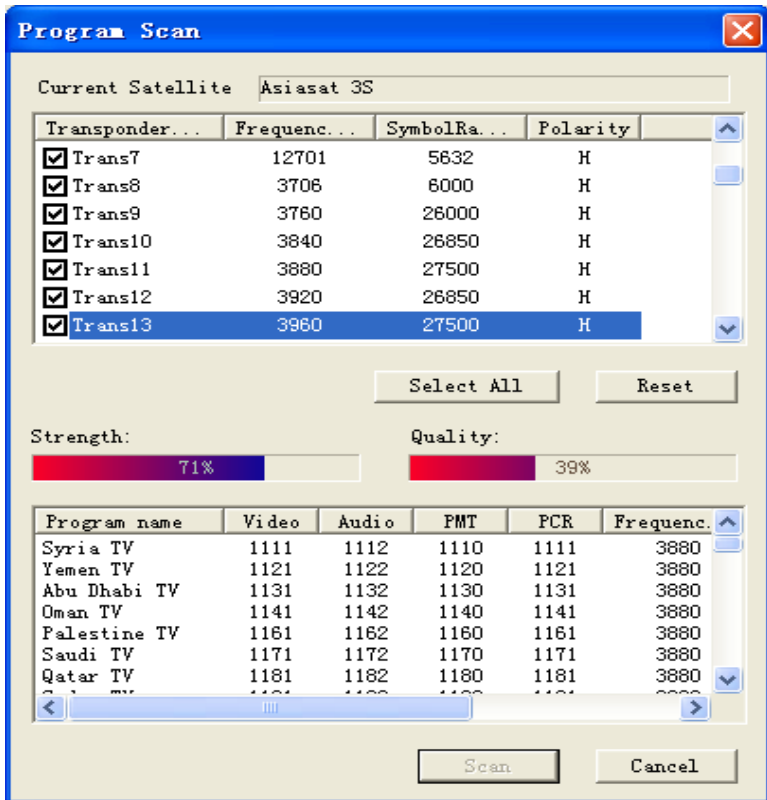 Program Scan
Current Satellite Asiasat 3S
Transponder... Frequenc... SymbolRa... Polarity
Trans7 12701 5632 H
Trans8 3706 6000 H
Trans9 3760 26000 H
Trans10 3840 26850 H
Trans11 3880 27500 H
Trans12 3920 26850 H
Trans13 3960 27500 H
Select All Reset
Strength: Quality:
71% 39%
Program name Video Audio PMT PCR Frequenc.
Syria TV 1111 1112 1110 1111 3880
Yemen TV 1121 1122 1120 1121 3880
Abu Dhabi TV 1131 1132 1130 1131 3880
Oman TV 1141 1142 1140 1141 3880
Palestine TV 1161 1162 1160 1161 3880
Saudi TV 1171 1172 1170 1171 3880
Qatar TV 1181 1182 1180 1181 3880
Scan Cancel